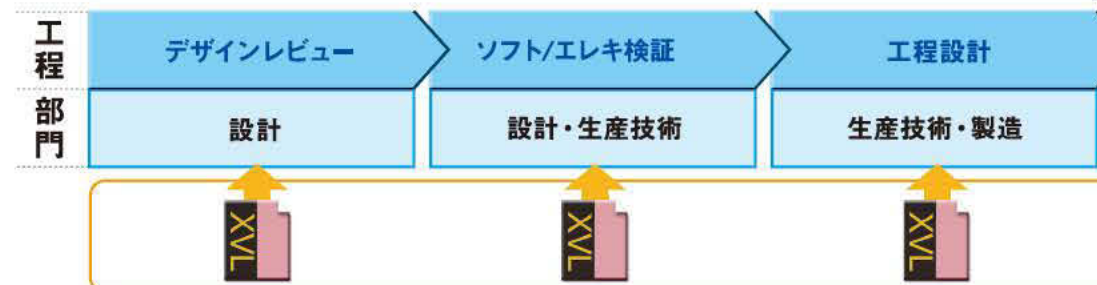 工程
デザインレビュー
ソフト/エレキ検証
工程設計
部門
設計
設計・生産技術
生産技術・製造
XVL
XVL
XVL